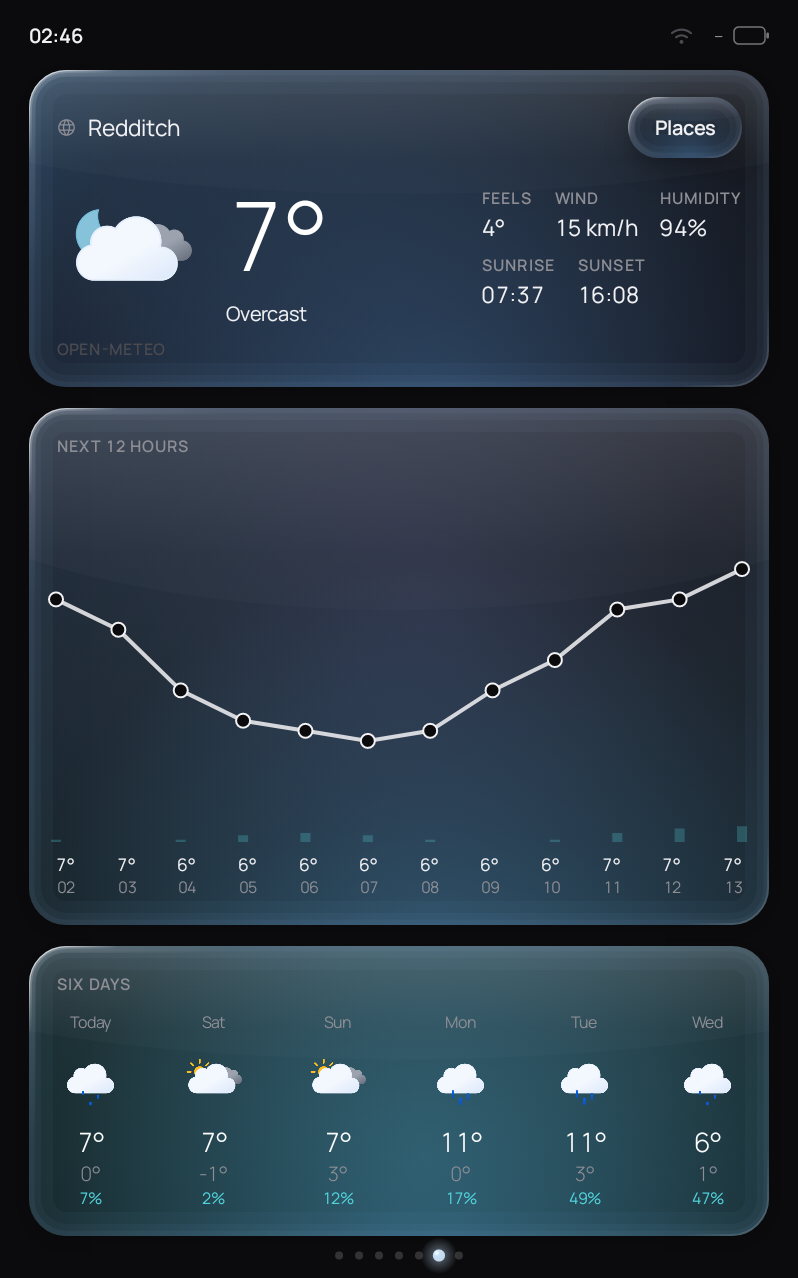 02:46
–
Redditch
Places
7°
Overcast
FEELS WIND HUMIDITY
4° 15 km/h 94%
SUNRISE SUNSET
07:37 16:08
OPEN-METEO
NEXT 12 HOURS
7° 7° 6° 6° 6° 6° 6° 6° 6° 7° 7° 7°
02 03 04 05 06 07 08 09 10 11 12 13
SIX DAYS
Today Sat Sun Mon Tue Wed
7° 7° 7° 11° 11° 6°
0° -1° 3° 0° 3° 1°
7% 2% 12% 17% 49% 47%